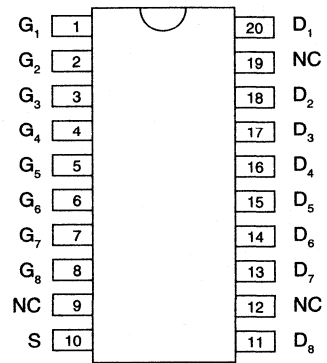 G₁ 1 20 D₁
G₂ 2 19 NC
G₃ 3 18 D₂
G₄ 4 17 D₃
G₅ 5 16 D₄
G₆ 6 15 D₅
G₇ 7 14 D₆
G₈ 8 13 D₇
NC 9 12 NC
S 10 11 D₈